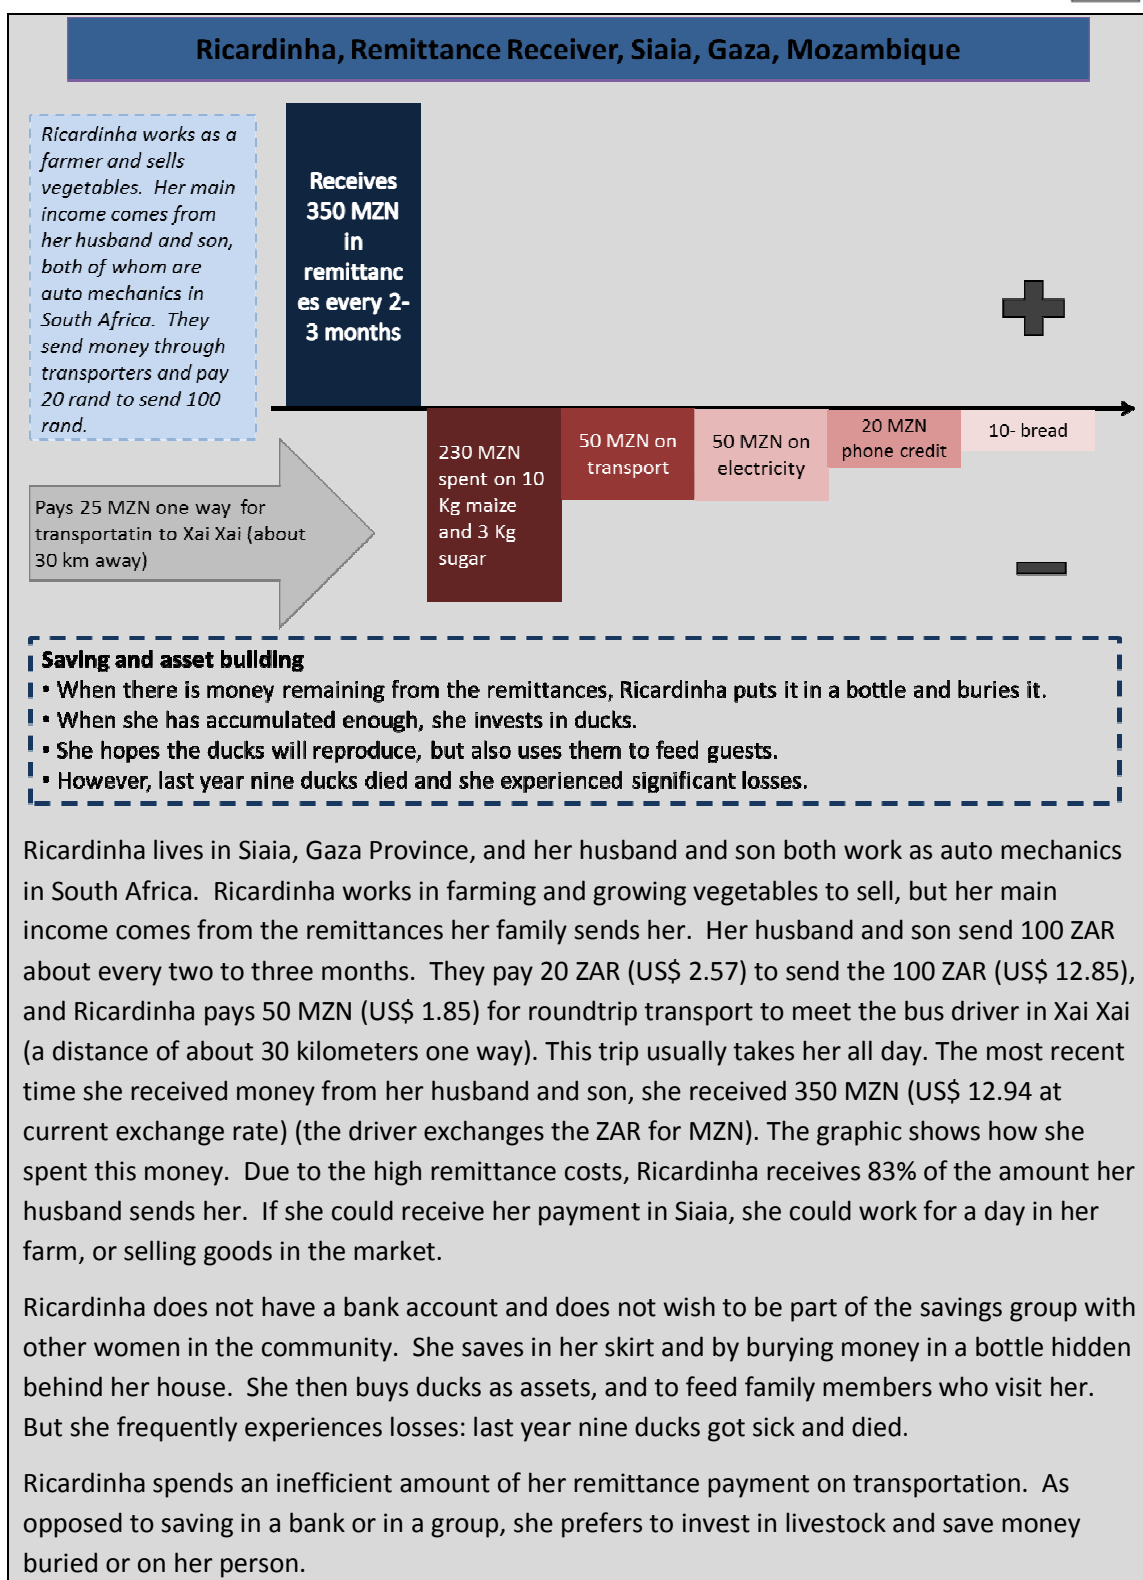 Ricardinha, Remittance Receiver, Siaia, Gaza, Mozambique
Ricardinha works as a
farmer and sells
vegetables. Her main
income comes from
her husband and son,
both of whom are
auto mechanics in
South Africa. They
send money through
transporters and pay
20 rand to send 100
rand.
Receives
350 MZN
in
remittanc
es every 2-
3 months
230 MZN
spent on 10
Kg maize
and 3 Kg
sugar
50 MZN on
transport
50 MZN on
electricity
20 MZN
phone credit
10- bread
Pays 25 MZN one way for
transportatin to Xai Xai (about
30 km away)
Saving and asset building
▪ When there is money remaining from the remittances, Ricardinha puts it in a bottle and buries it.
▪ When she has accumulated enough, she invests in ducks.
▪ She hopes the ducks will reproduce, but also uses them to feed guests.
▪ However, last year nine ducks died and she experienced significant losses.
Ricardinha lives in Siaia, Gaza Province, and her husband and son both work as auto mechanics
in South Africa. Ricardinha works in farming and growing vegetables to sell, but her main
income comes from the remittances her family sends her. Her husband and son send 100 ZAR
about every two to three months. They pay 20 ZAR (US$ 2.57) to send the 100 ZAR (US$ 12.85),
and Ricardinha pays 50 MZN (US$ 1.85) for roundtrip transport to meet the bus driver in Xai Xai
(a distance of about 30 kilometers one way). This trip usually takes her all day. The most recent
time she received money from her husband and son, she received 350 MZN (US$ 12.94 at
current exchange rate) (the driver exchanges the ZAR for MZN). The graphic shows how she
spent this money. Due to the high remittance costs, Ricardinha receives 83% of the amount her
husband sends her. If she could receive her payment in Siaia, she could work for a day in her
farm, or selling goods in the market.
Ricardinha does not have a bank account and does not wish to be part of the savings group with
other women in the community. She saves in her skirt and by burying money in a bottle hidden
behind her house. She then buys ducks as assets, and to feed family members who visit her.
But she frequently experiences losses: last year nine ducks got sick and died.
Ricardinha spends an inefficient amount of her remittance payment on transportation. As
opposed to saving in a bank or in a group, she prefers to invest in livestock and save money
buried or on her person.